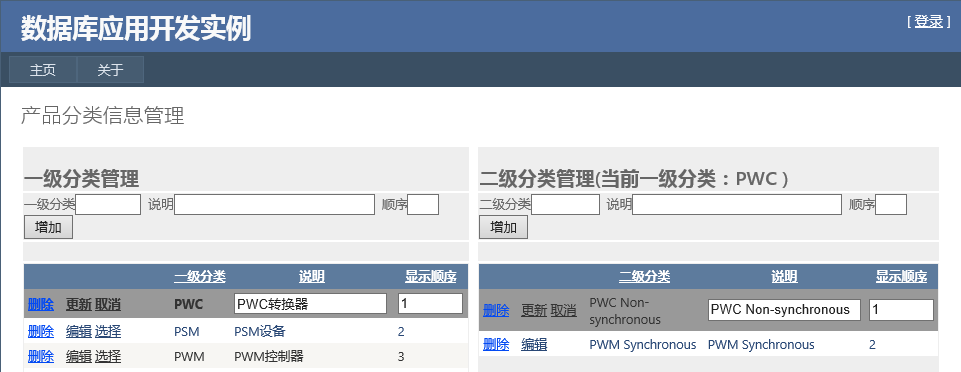 数据库应用开发实例
[ 登录 ]
主页 关于
产品分类信息管理
一级分类管理
一级分类 说明 顺序
增加
一级分类 说明 显示顺序
删除 更新 取消 PWC PWC转换器 1
删除 编辑 选择 PSM PSM设备 2
删除 编辑 选择 PWM PWM控制器 3
二级分类管理(当前一级分类：PWC )
二级分类 说明 顺序
增加
二级分类 说明 显示顺序
删除 更新 取消 PWC Non-synchronous PWC Non-synchronous 1
删除 编辑 PWM Synchronous PWM Synchronous 2